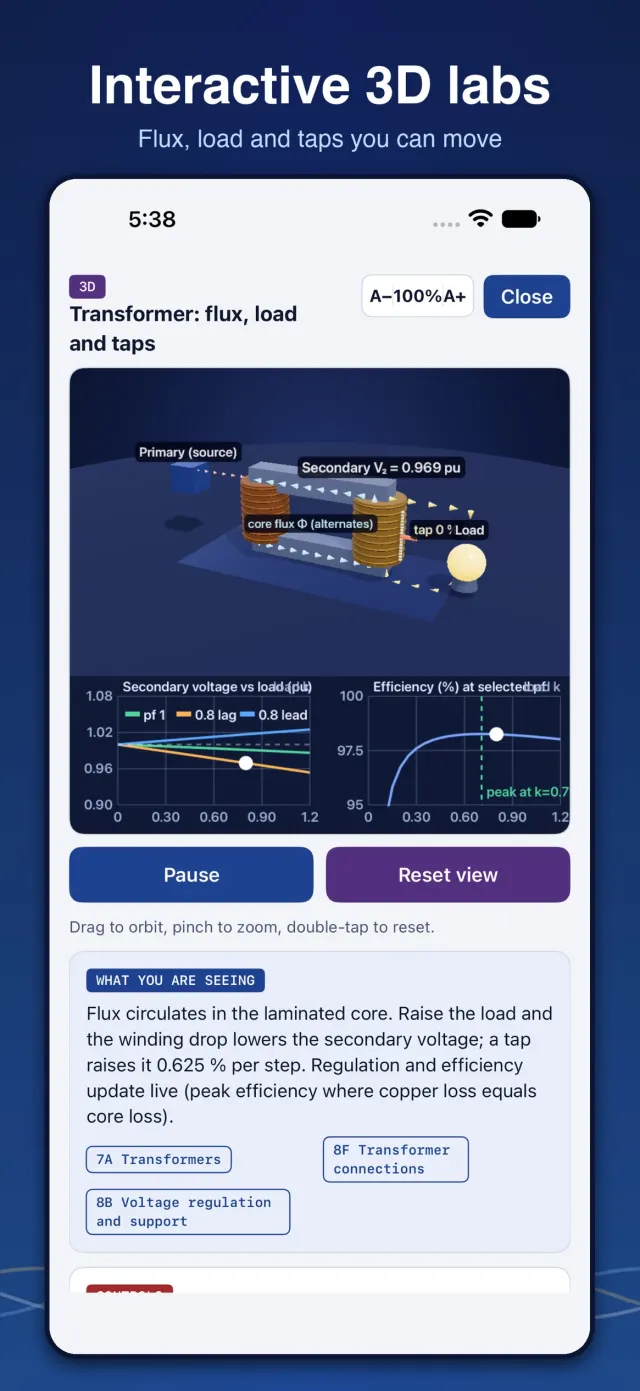 Interactive 3D labs
Flux, load and taps you can move
5:38
3D
A–100%A+
Close
Transformer: flux, load
and taps
Primary (source)
Secondary V₂ = 0.969 pu
core flux Φ (alternates)
tap 0 %
Load
Secondary voltage vs load (pu)
1.08
1.02
0.96
0.90
pf 1
0.8 lag
0.8 lead
0
0.30
0.60
0.90
1.2
Efficiency (%) at selected pf
load k
100
97.5
95
peak at k=0.7
0
0.30
0.60
0.90
1.2
Pause
Reset view
Drag to orbit, pinch to zoom, double-tap to reset.
WHAT YOU ARE SEEING
Flux circulates in the laminated core. Raise the load and
the winding drop lowers the secondary voltage; a tap
raises it 0.625 % per step. Regulation and efficiency
update live (peak efficiency where copper loss equals
core loss).
7A Transformers
8F Transformer
connections
8B Voltage regulation
and support